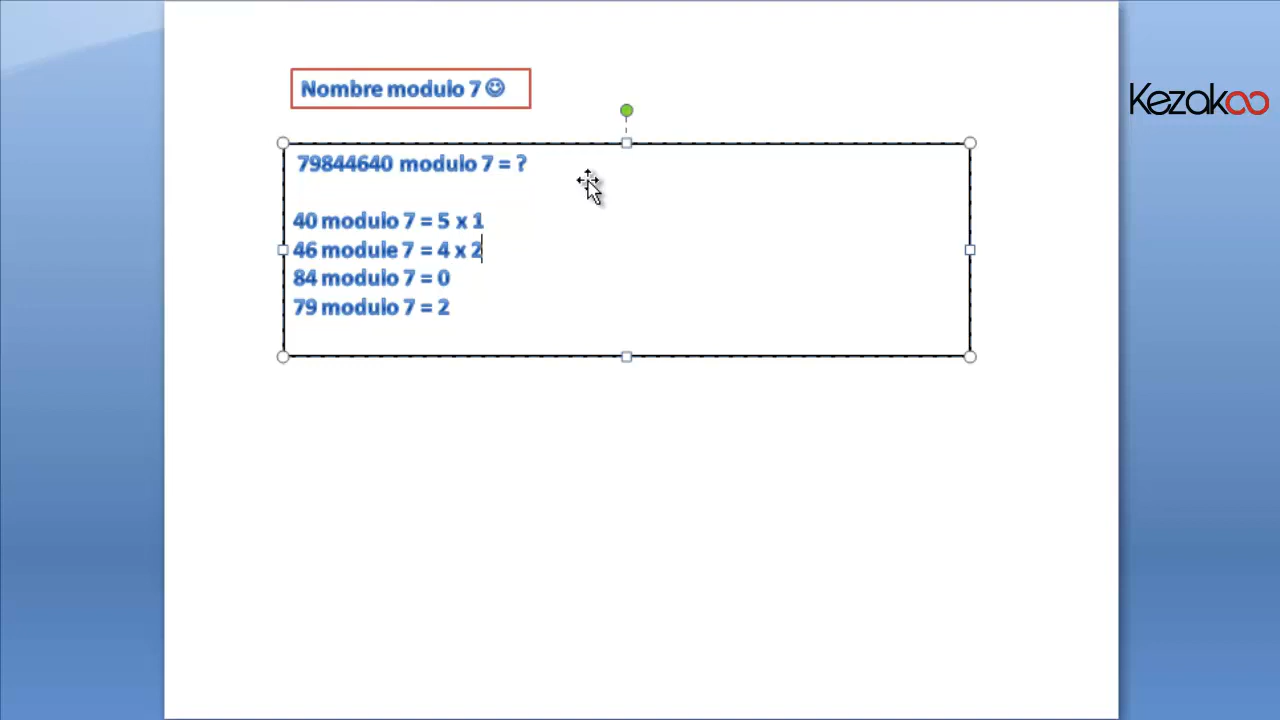 Nombre modulo 7 ☺
Kezakoo
79844640 modulo 7 = ?
40 modulo 7 = 5 x 1
46 module 7 = 4 x 2
84 modulo 7 = 0
79 modulo 7 = 2